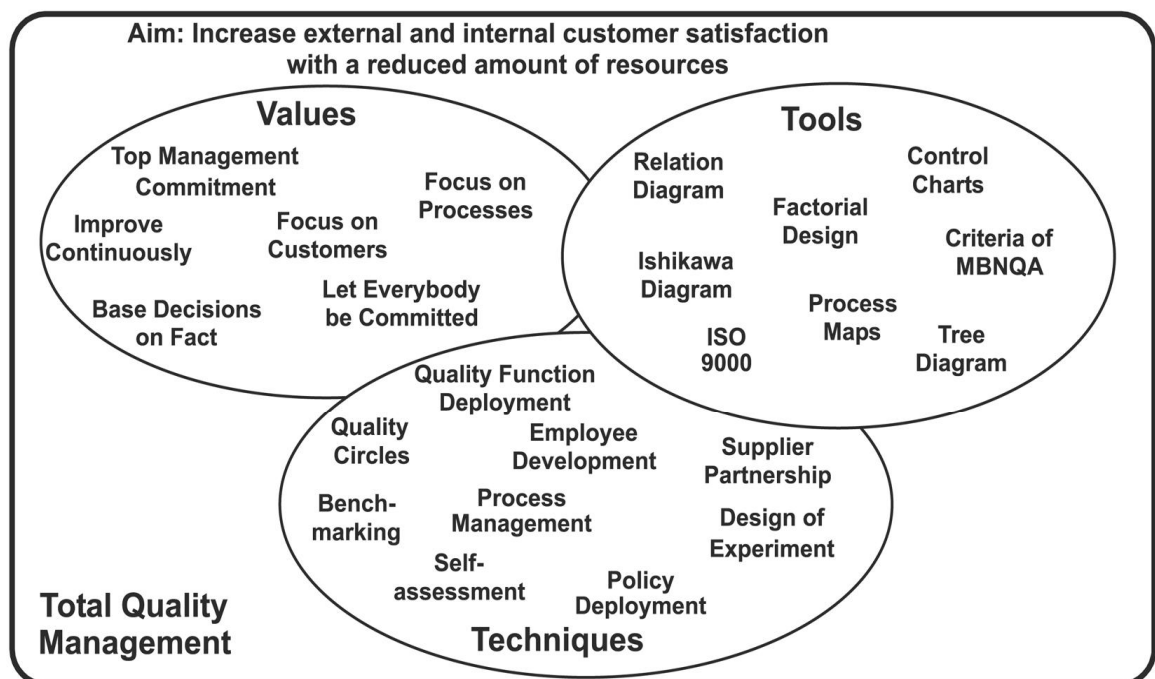 Aim: Increase external and internal customer satisfaction
with a reduced amount of resources
Values
Top Management
Commitment
Focus on
Processes
Improve
Continuously
Focus on
Customers
Base Decisions
on Fact
Let Everybody
be Committed
Tools
Relation
Diagram
Control
Charts
Factorial
Design
Criteria of
MBNQA
Ishikawa
Diagram
Process
Maps
ISO
9000
Tree
Diagram
Quality Function
Deployment
Quality
Circles
Employee
Development
Supplier
Partnership
Bench-
marking
Process
Management
Design of
Experiment
Self-
assessment
Policy
Deployment
Techniques
Total Quality
Management